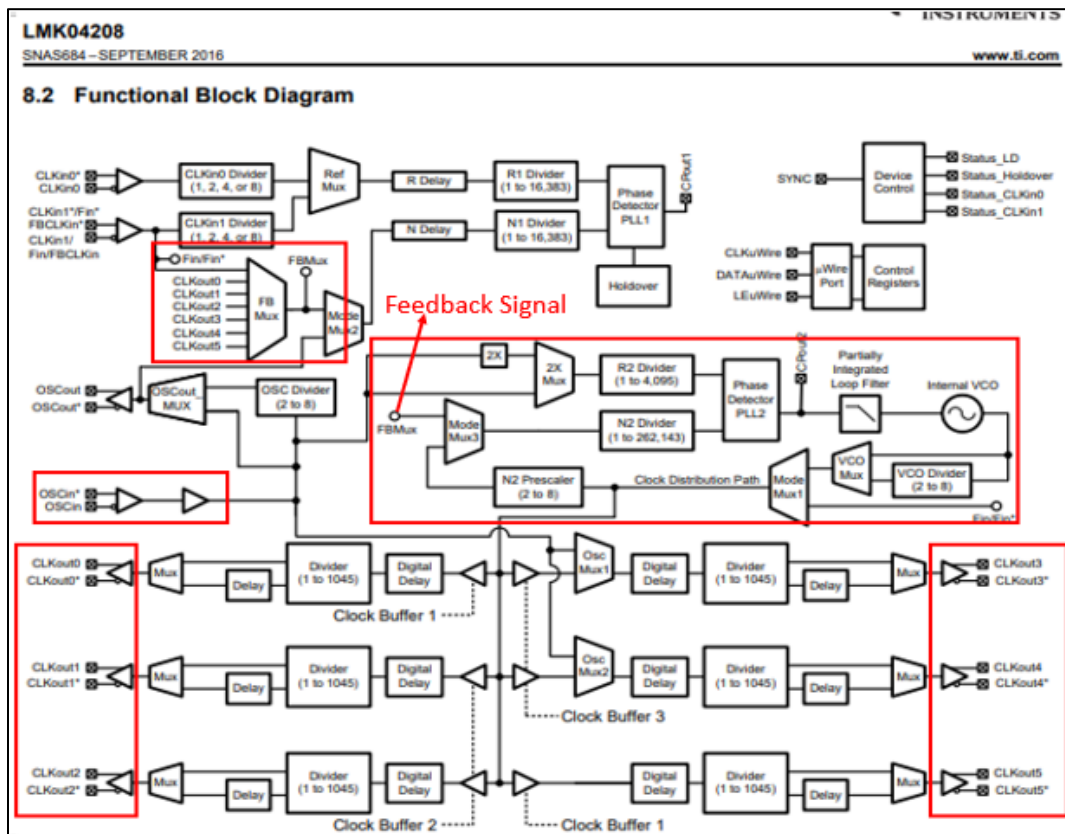 INSTRUMENTS
LMK04208
SNAS684–SEPTEMBER 2016
www.ti.com
8.2 Functional Block Diagram
CLKin0*
CLKin0
CLKin0 Divider
(1, 2, 4, or 8)
Ref
Mux
R Delay
R1 Divider
(1 to 16,383)
Phase
Detector
PLL1
CPout1
CLKin1*/Fin*
FBCLKin*
CLKin1/
Fin/FBCLKin
CLKin1 Divider
(1, 2, 4, or 8)
N Delay
N1 Divider
(1 to 16,383)
Holdover
SYNC
Device
Control
Status_LD
Status_Holdover
Status_CLKin0
Status_CLKin1
CLKuWire
DATAuWire
LEuWire
µWire
Port
Control
Registers
Fin/Fin*
CLKout0
CLKout1
CLKout2
CLKout3
CLKout4
CLKout5
FB
Mux
FBMux
Mode
Mux2
Feedback Signal
OSCout
OSCout*
OSCout_
MUX
OSC Divider
(2 to 8)
2X
2X
Mux
R2 Divider
(1 to 4,095)
Phase
Detector
PLL2
CPout2
Partially
Integrated
Loop Filter
Internal VCO
FBMux
Mode
Mux3
N2 Divider
(1 to 262,143)
N2 Prescaler
(2 to 8)
Clock Distribution Path
Mode
Mux1
VCO
Mux
VCO Divider
(2 to 8)
Fin/Fin*
OSCin*
OSCin
CLKout0
CLKout0*
Mux
Delay
Divider
(1 to 1045)
Digital
Delay
Clock Buffer 1
Osc
Mux1
Digital
Delay
Divider
(1 to 1045)
Delay
Mux
CLKout3
CLKout3*
CLKout1
CLKout1*
Mux
Delay
Divider
(1 to 1045)
Digital
Delay
Osc
Mux2
Digital
Delay
Divider
(1 to 1045)
Delay
Mux
CLKout4
CLKout4*
Clock Buffer 3
CLKout2
CLKout2*
Mux
Delay
Divider
(1 to 1045)
Digital
Delay
Digital
Delay
Divider
(1 to 1045)
Delay
Mux
CLKout5
CLKout5*
Clock Buffer 2
Clock Buffer 1